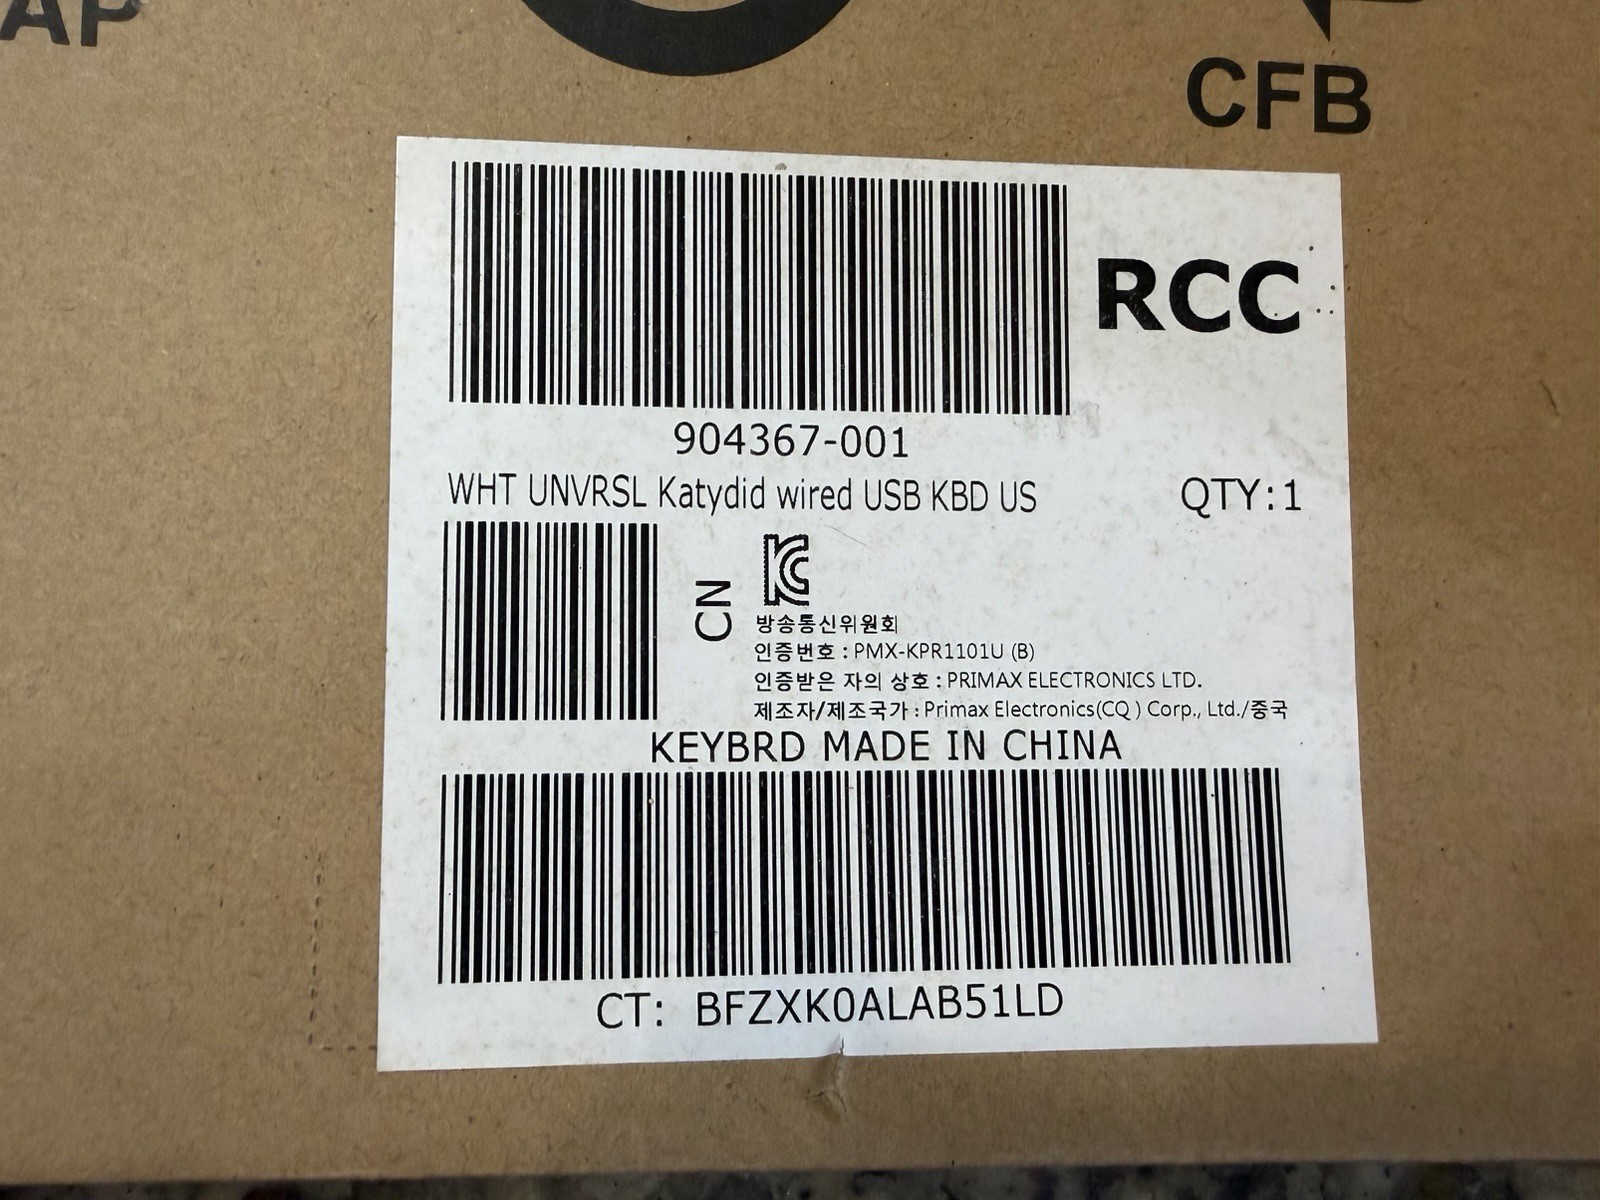 AP
CFB
RCC
904367-001
WHT UNVRSL Katydid wired USB KBD US QTY:1
CN
방송통신위원회
인증번호 : PMX-KPR1101U (B)
인증받은 자의 상호 : PRIMAX ELECTRONICS LTD.
제조자/제조국가 : Primax Electronics(CQ ) Corp., Ltd./중국
KEYBRD MADE IN CHINA
CT: BFZXK0ALAB51LD